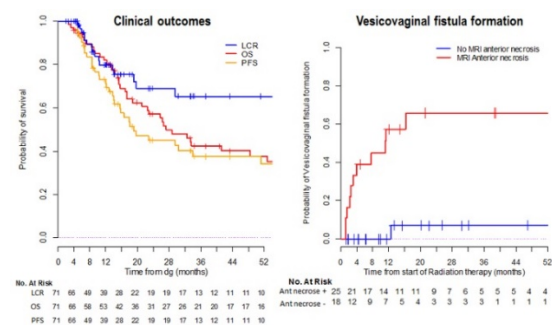 Clinical outcomes
LCR
OS
PFS
Probability of survival
0.0 0.2 0.4 0.6 0.8 1.0
0 4 8 12 16 20 24 28 32 36 40 44 48 52
Time from dg (months)
No. At Risk
LCR 71 66 49 39 28 22 19 19 17 13 12 11 11 10
OS 71 66 58 53 42 36 31 27 26 21 20 17 17 16
PFS 71 66 49 39 28 22 19 19 17 13 12 11 11 10
Vesicovaginal fistula formation
No MRI anterior necrosis
MRI Anterior necrosis
Probability of Vesicovaginal fistula formation
0.0 0.2 0.4 0.6 0.8 1.0
0 4 8 12 16 20 24 28 32 36 40 44 48 52
Time from start of Radiation therapy (months)
No. At Risk
Ant necrose + 25 21 17 14 11 11 9 7 6 5 5 5 4 4
Ant necrose - 18 12 9 7 5 4 3 3 3 1 1 1 1 1